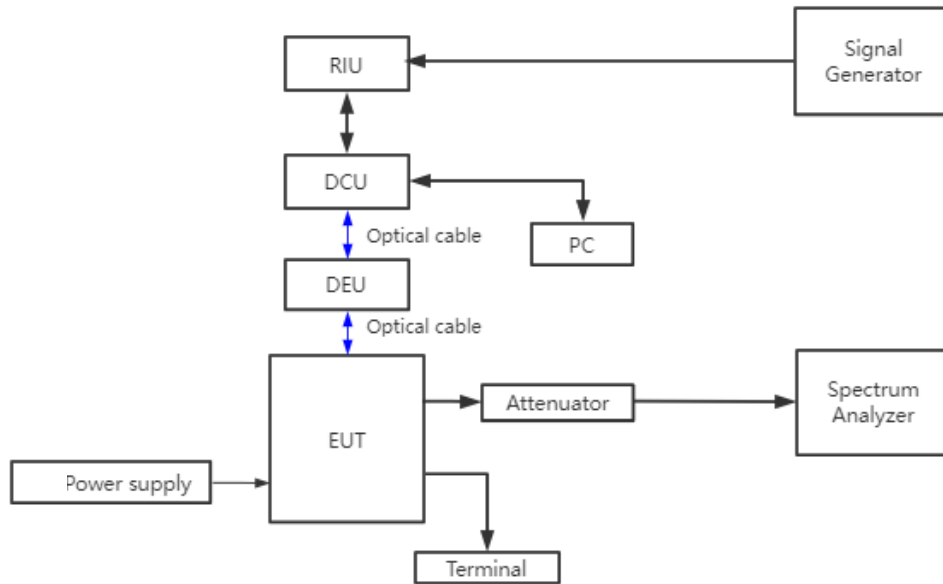 RIU
Signal
Generator
DCU
Optical cable
PC
DEU
Optical cable
EUT
Attenuator
Spectrum
Analyzer
Power supply
Terminal